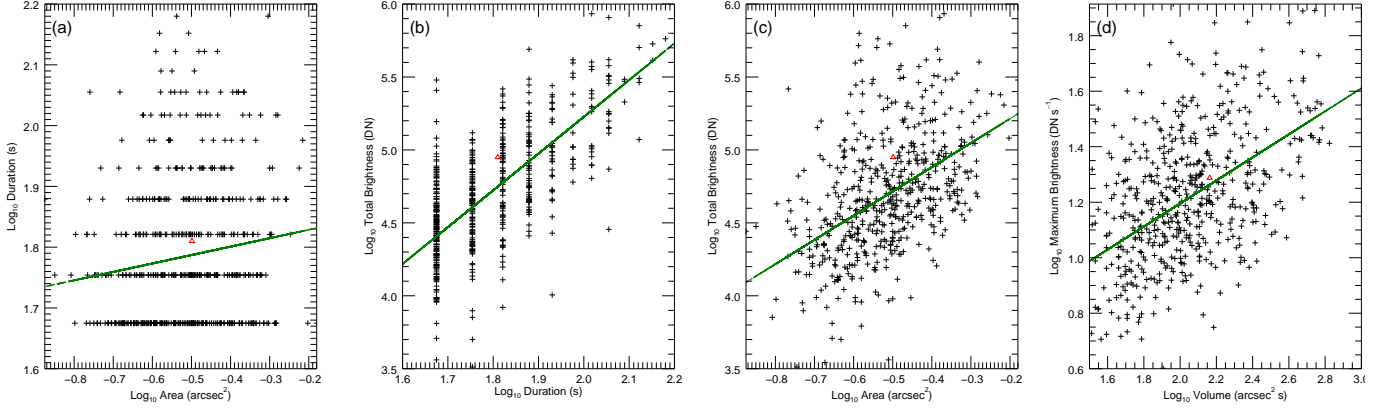 (a)
2.2
2.1
2.0
1.9
1.8
1.7
1.6
Log₁₀ Duration (s)
−0.8 −0.7 −0.6 −0.5 −0.4 −0.3 −0.2
Log₁₀ Area (arcsec²)
(b)
6.0
5.5
5.0
4.5
4.0
3.5
Log₁₀ Total Brightness (DN)
1.6 1.7 1.8 1.9 2.0 2.1 2.2
Log₁₀ Duration (s)
(c)
6.0
5.5
5.0
4.5
4.0
3.5
Log₁₀ Total Brightness (DN)
−0.8 −0.7 −0.6 −0.5 −0.4 −0.3 −0.2
Log₁₀ Area (arcsec²)
(d)
1.8
1.6
1.4
1.2
1.0
0.8
0.6
Log₁₀ Maximum Brightness (DN s⁻¹)
1.6 1.8 2.0 2.2 2.4 2.6 2.8 3.0
Log₁₀ Volume (arcsec² s)